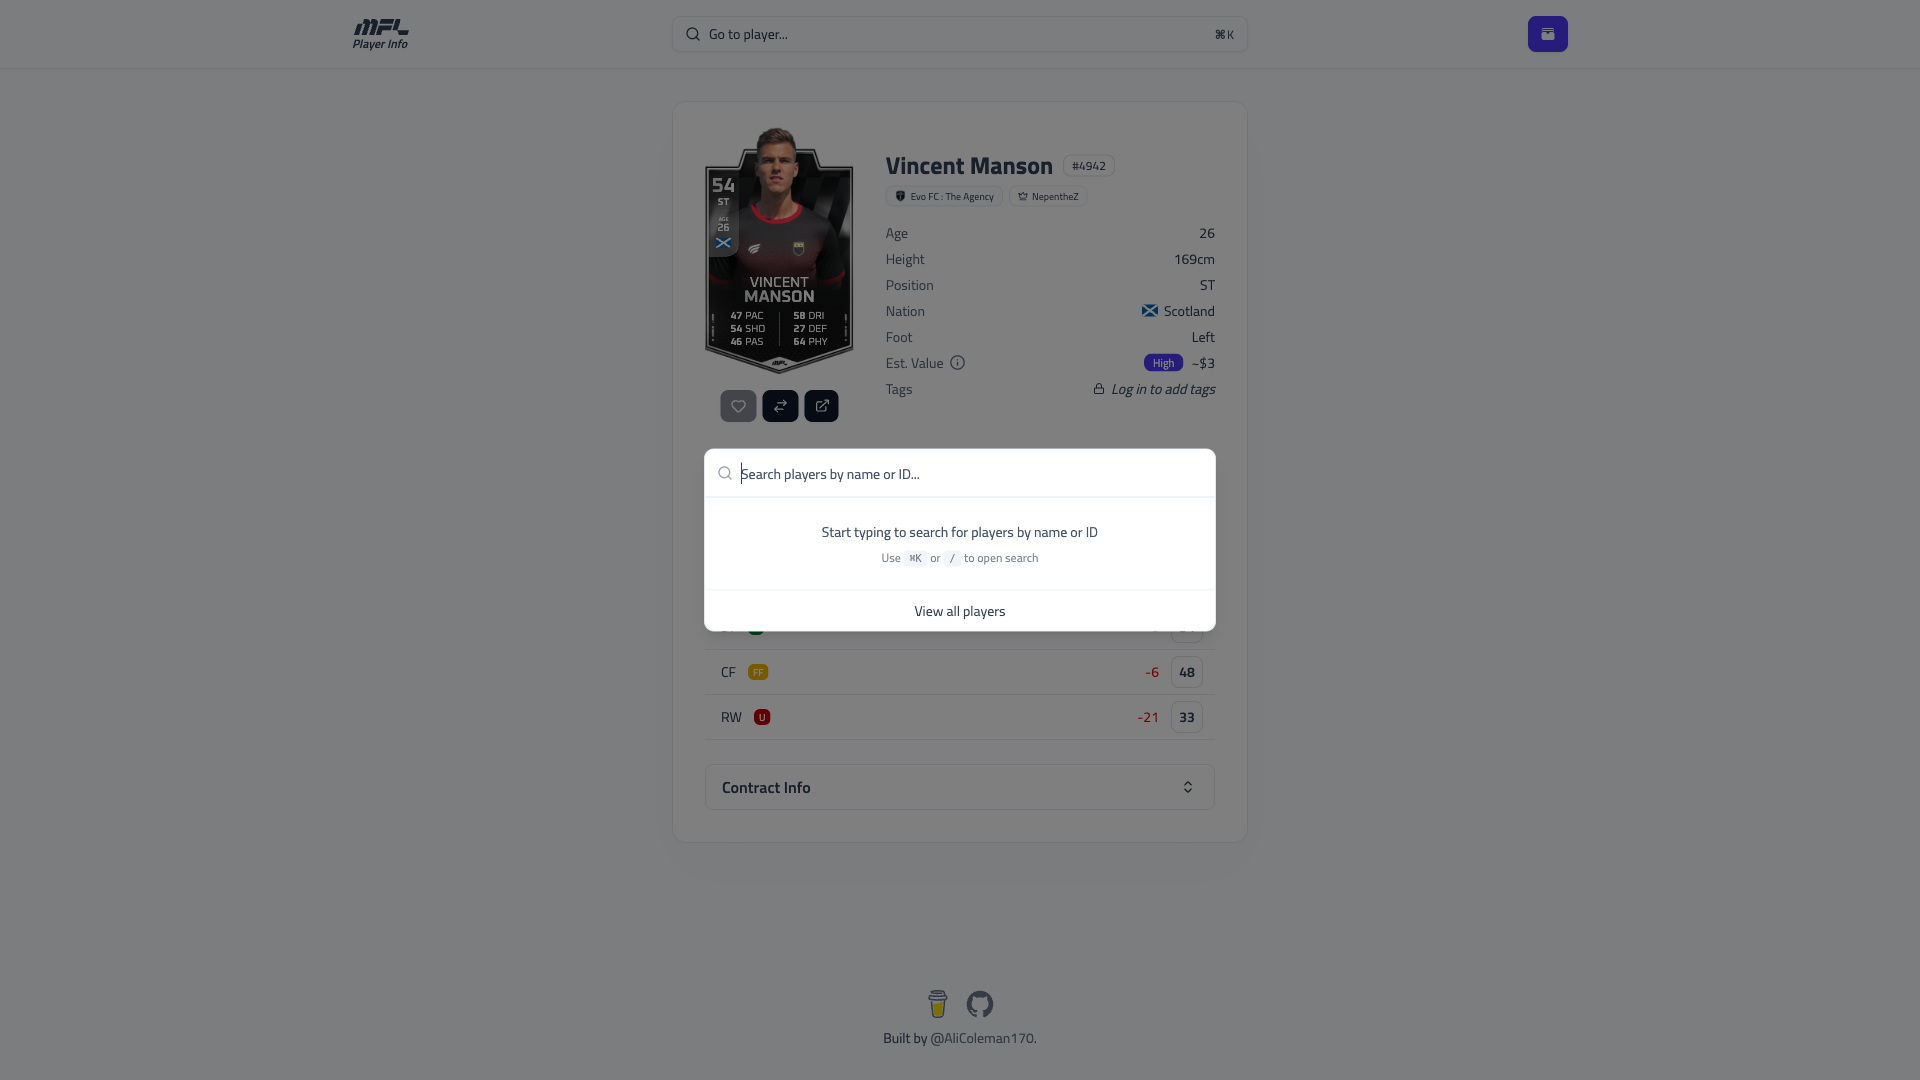 MFL
Player Info
Go to player...
⌘K
54
ST
AGE
26
VINCENT
MANSON
47 PAC
58 DRI
54 SHO
27 DEF
46 PAS
64 PHY
MFL
Vincent Manson
#4942
Evo FC : The Agency
NepentheZ
Age
26
Height
169cm
Position
ST
Nation
Scotland
Foot
Left
Est. Value
High
~$3
Tags
Log in to add tags
Search players by name or ID...
Start typing to search for players by name or ID
Use ⌘K or / to open search
View all players
CF
FF
-6
48
RW
U
-21
33
Contract Info
Built by @AliColeman170.